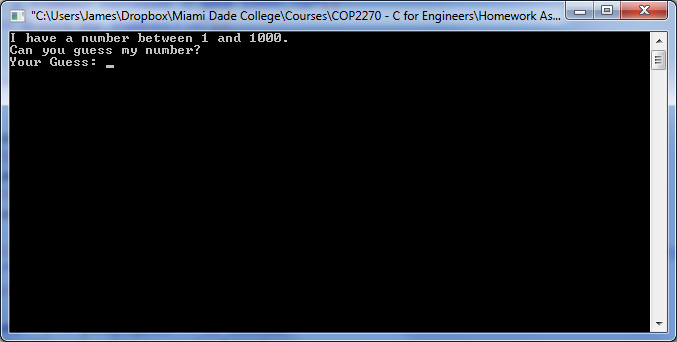 "C:\Users\James\Dropbox\Miami Dade College\Courses\COP2270 - C for Engineers\Homework As...
I have a number between 1 and 1000.
Can you guess my number?
Your Guess: _